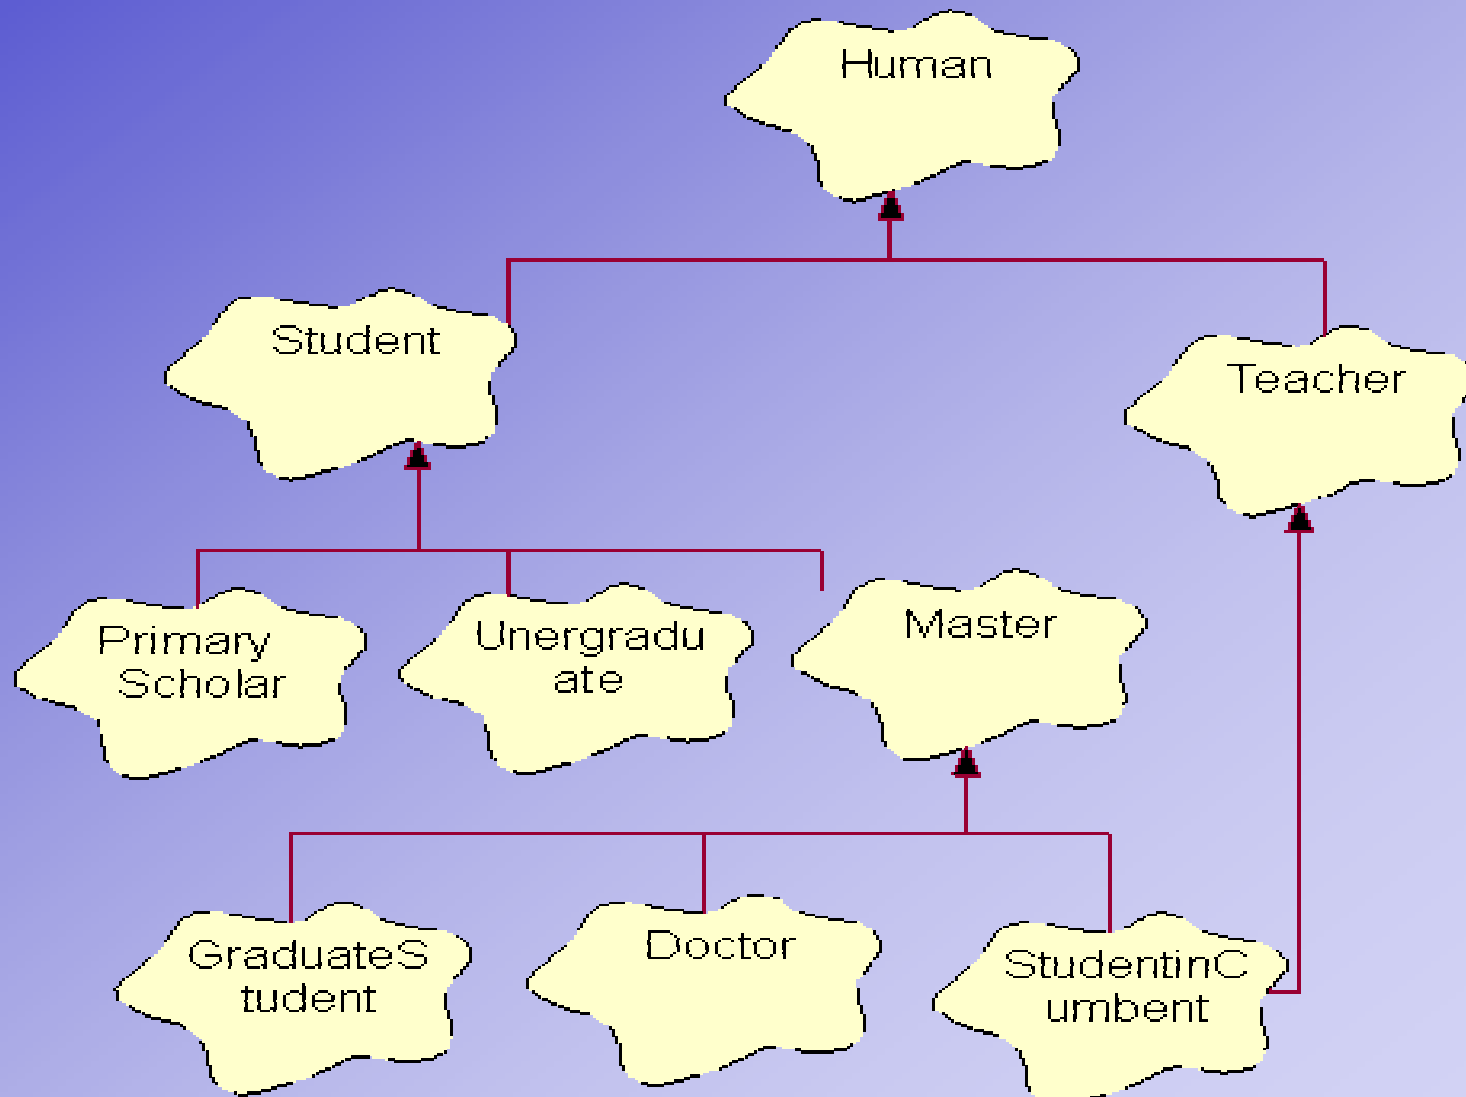 Human
Student
Teacher
Primary
Scholar
Unergradu
ate
Master
GraduateS
tudent
Doctor
StudentinC
umbent